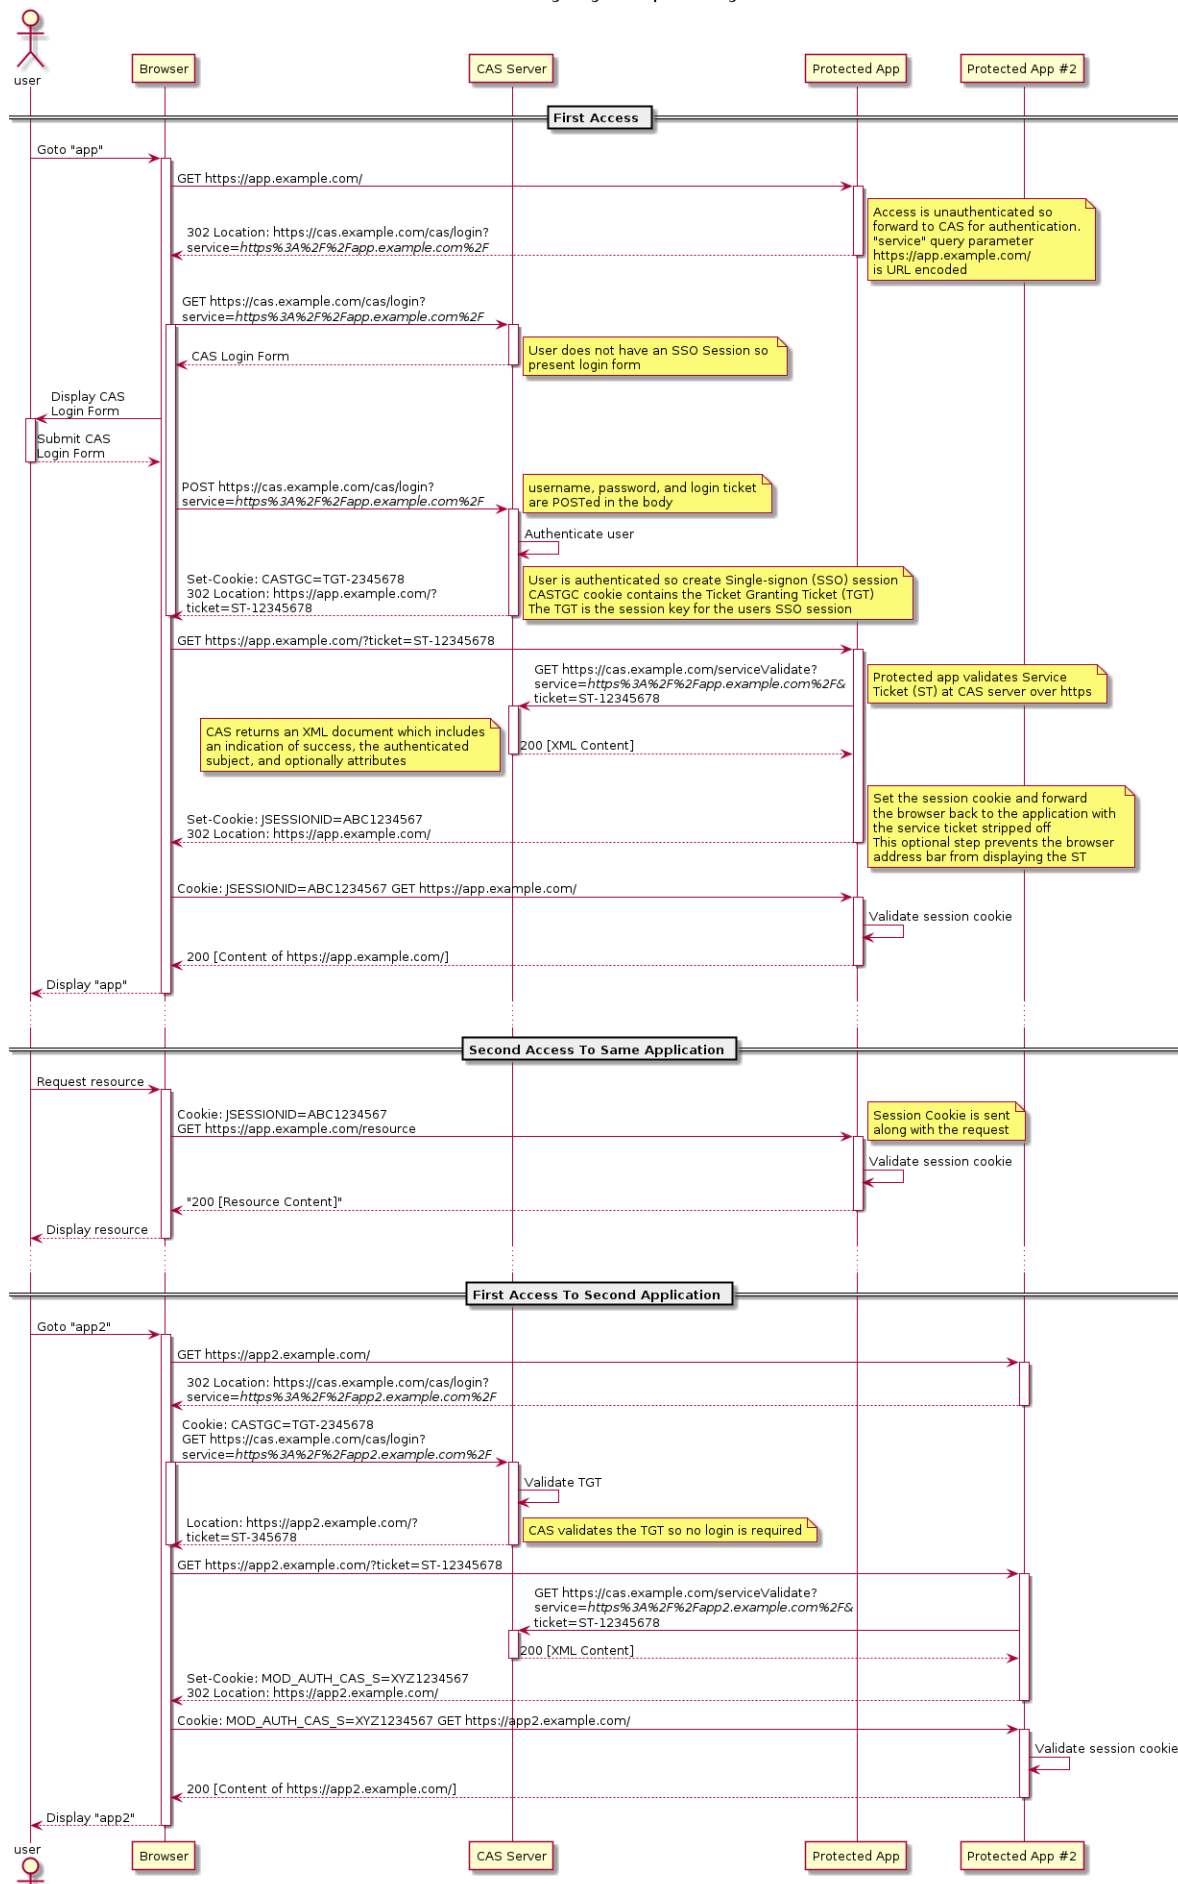 user
Browser
CAS Server
Protected App
Protected App #2
First Access
Goto "app"
GET https://app.example.com/
Access is unauthenticated so
forward to CAS for authentication.
"service" query parameter
https://app.example.com/
is URL encoded
302 Location: https://cas.example.com/cas/login?
service=https%3A%2F%2Fapp.example.com%2F
GET https://cas.example.com/cas/login?
service=https%3A%2F%2Fapp.example.com%2F
User does not have an SSO Session so
present login form
CAS Login Form
Display CAS
Login Form
Submit CAS
Login Form
POST https://cas.example.com/cas/login?
service=https%3A%2F%2Fapp.example.com%2F
username, password, and login ticket
are POSTed in the body
Authenticate user
Set-Cookie: CASTGC=TGT-2345678
302 Location: https://app.example.com/?
ticket=ST-12345678
User is authenticated so create Single-signon (SSO) session
CASTGC cookie contains the Ticket Granting Ticket (TGT)
The TGT is the session key for the users SSO session
GET https://app.example.com/?ticket=ST-12345678
GET https://cas.example.com/serviceValidate?
service=https%3A%2F%2Fapp.example.com%2F&
ticket=ST-12345678
Protected app validates Service
Ticket (ST) at CAS server over https
CAS returns an XML document which includes
an indication of success, the authenticated
subject, and optionally attributes
200 [XML Content]
Set the session cookie and forward
the browser back to the application with
the service ticket stripped off
This optional step prevents the browser
address bar from displaying the ST
Set-Cookie: JSESSIONID=ABC1234567
302 Location: https://app.example.com/
Cookie: JSESSIONID=ABC1234567 GET https://app.example.com/
Validate session cookie
200 [Content of https://app.example.com/]
Display "app"
Second Access To Same Application
Request resource
Cookie: JSESSIONID=ABC1234567
GET https://app.example.com/resource
Session Cookie is sent
along with the request
Validate session cookie
"200 [Resource Content]"
Display resource
First Access To Second Application
Goto "app2"
GET https://app2.example.com/
302 Location: https://cas.example.com/cas/login?
service=https%3A%2F%2Fapp2.example.com%2F
Cookie: CASTGC=TGT-2345678
GET https://cas.example.com/cas/login?
service=https%3A%2F%2Fapp2.example.com%2F
Validate TGT
Location: https://app2.example.com/?
ticket=ST-345678
CAS validates the TGT so no login is required
GET https://app2.example.com/?ticket=ST-12345678
GET https://cas.example.com/serviceValidate?
service=https%3A%2F%2Fapp2.example.com%2F&
ticket=ST-12345678
200 [XML Content]
Set-Cookie: MOD_AUTH_CAS_S=XYZ1234567
302 Location: https://app2.example.com/
Cookie: MOD_AUTH_CAS_S=XYZ1234567 GET https://app2.example.com/
Validate session cookie
200 [Content of https://app2.example.com/]
Display "app2"
user
Browser
CAS Server
Protected App
Protected App #2